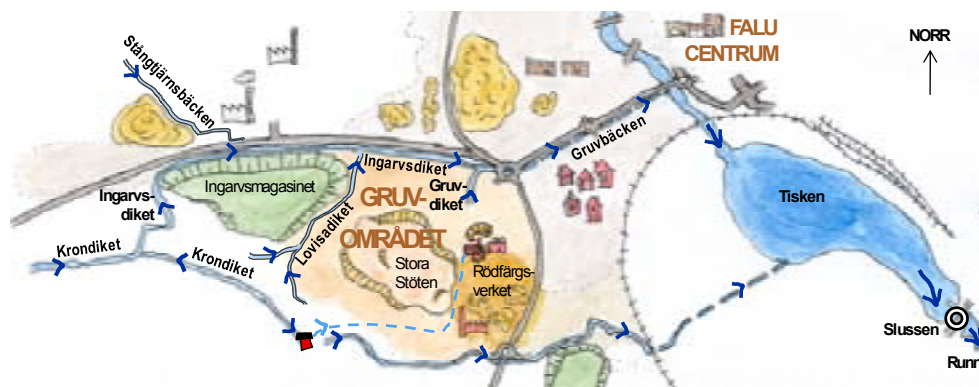 FALU
CENTRUM
NORR
Stångtjärnsbäcken
Gruvbäcken
Ingarvsdiket
Ingarvsmagasinet
Ingarvs-
diket
Gruv-
diket
GRUV-
OMRÅDET
Lovisadiket
Tisken
Krondiket
Krondiket
Stora
Stöten
Rödfärgs-
verket
Slussen
Runn